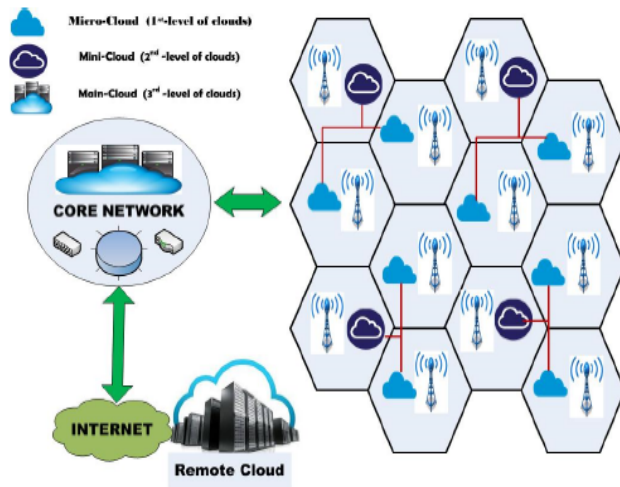 Micro-Cloud (1st-level of clouds)
Mini-Cloud (2nd -level of clouds)
Main-Cloud (3rd -level of clouds)
CORE NETWORK
INTERNET
Remote Cloud